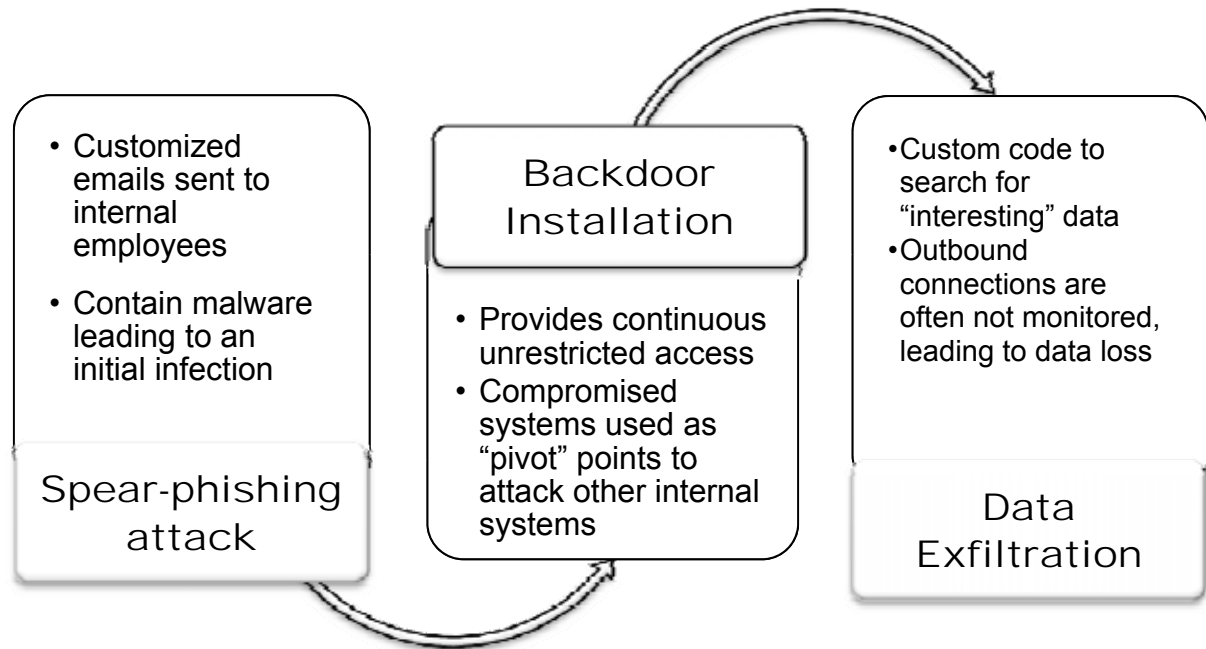 • Customized
emails sent to
internal
employees
• Contain malware
leading to an
initial infection
Spear-phishing
attack
Backdoor
Installation
• Provides continuous
unrestricted access
• Compromised
systems used as
“pivot” points to
attack other internal
systems
•Custom code to
search for
“interesting” data
•Outbound
connections are
often not monitored,
leading to data loss
Data
Exfiltration